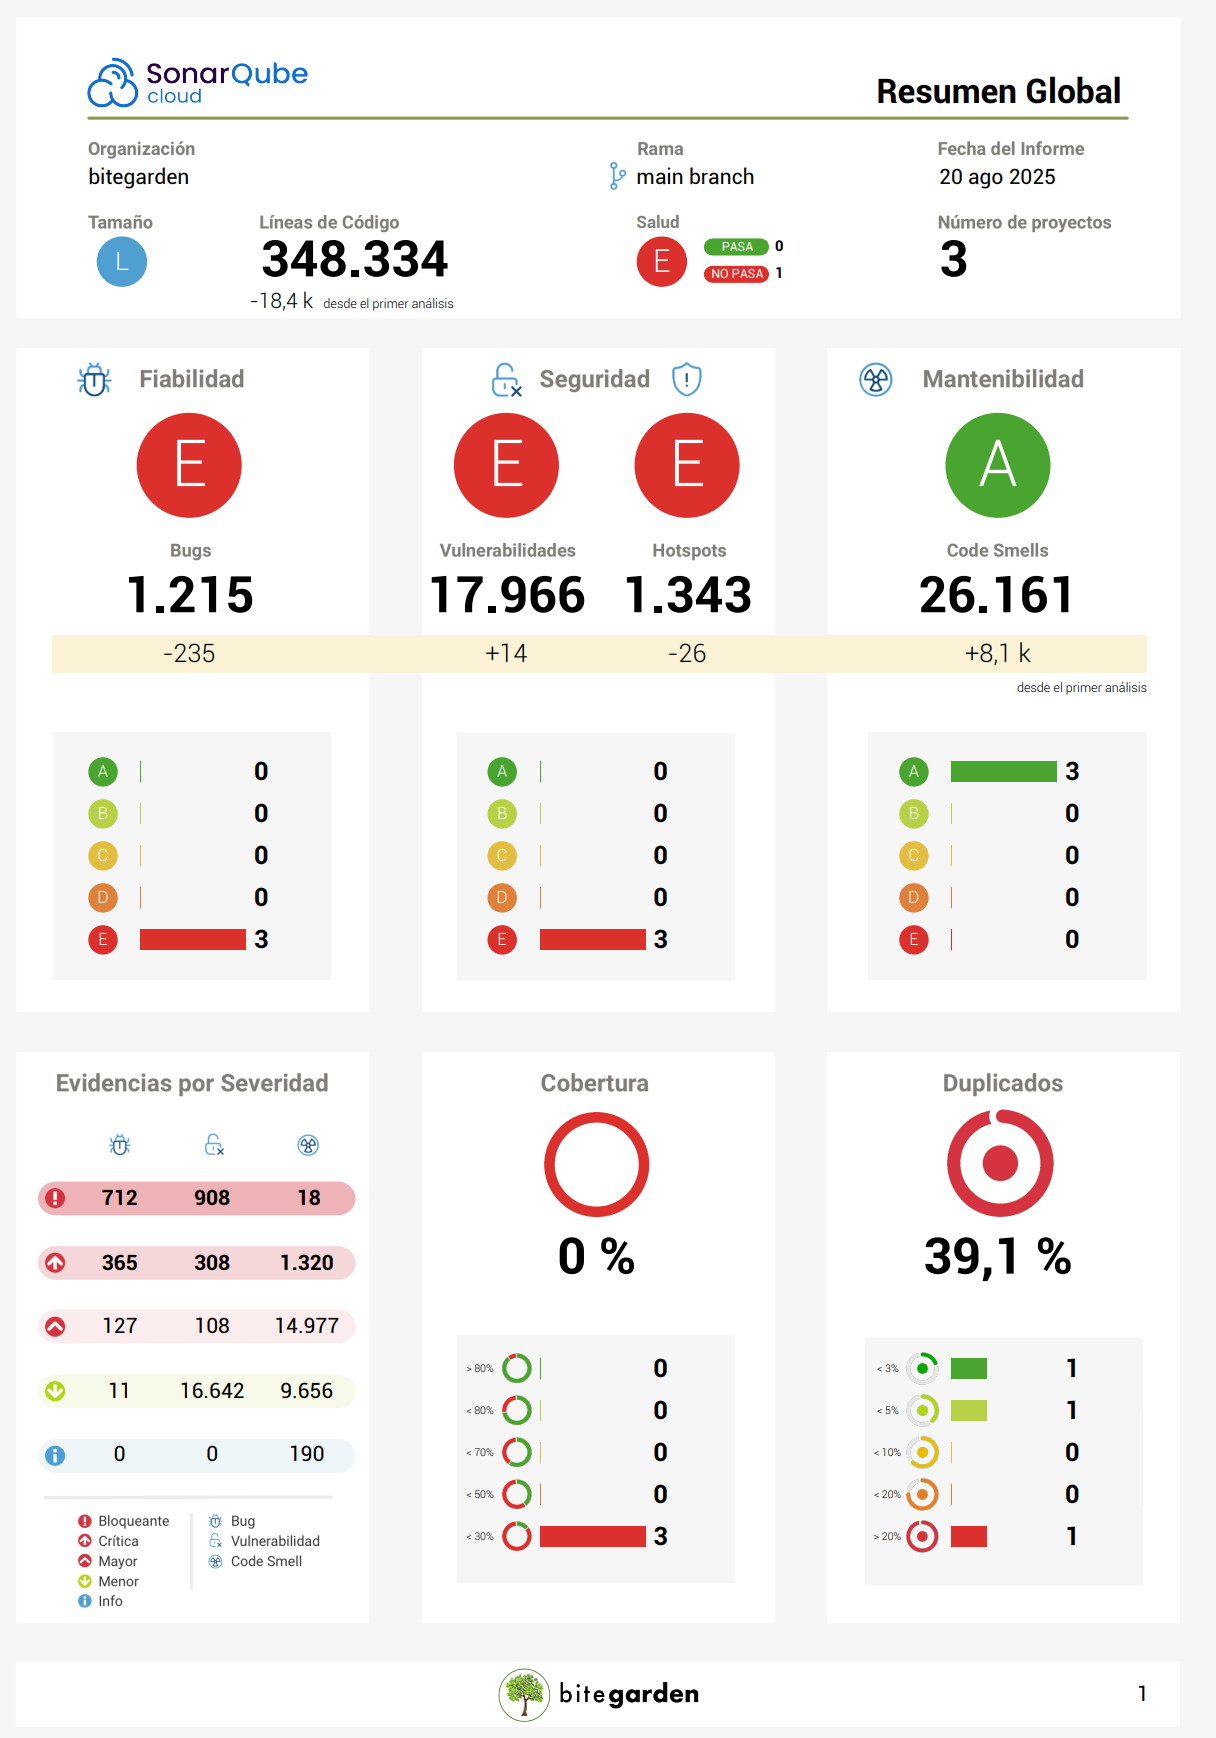 SonarQube
cloud
Resumen Global
Organización
bitegarden
Rama
main branch
Fecha del Informe
20 ago 2025
Tamaño
L
Líneas de Código
348.334
-18,4 k desde el primer análisis
Salud
E
PASA 0
NO PASA 1
Número de proyectos
3
Fiabilidad
E
Bugs
1.215
-235
Seguridad
E E
Vulnerabilidades Hotspots
17.966 1.343
+14 -26
Mantenibilidad
A
Code Smells
26.161
+8,1 k
desde el primer análisis
A 0
B 0
C 0
D 0
E 3
A 0
B 0
C 0
D 0
E 3
A 3
B 0
C 0
D 0
E 0
Evidencias por Severidad
712 908 18
365 308 1.320
127 108 14.977
11 16.642 9.656
0 0 190
Bloqueante
Crítica
Mayor
Menor
Info
Bug
Vulnerabilidad
Code Smell
Cobertura
0 %
> 80% 0
< 80% 0
< 70% 0
< 50% 0
< 30% 3
Duplicados
39,1 %
< 3% 1
< 5% 1
< 10% 0
< 20% 0
> 20% 1
bitegarden
1